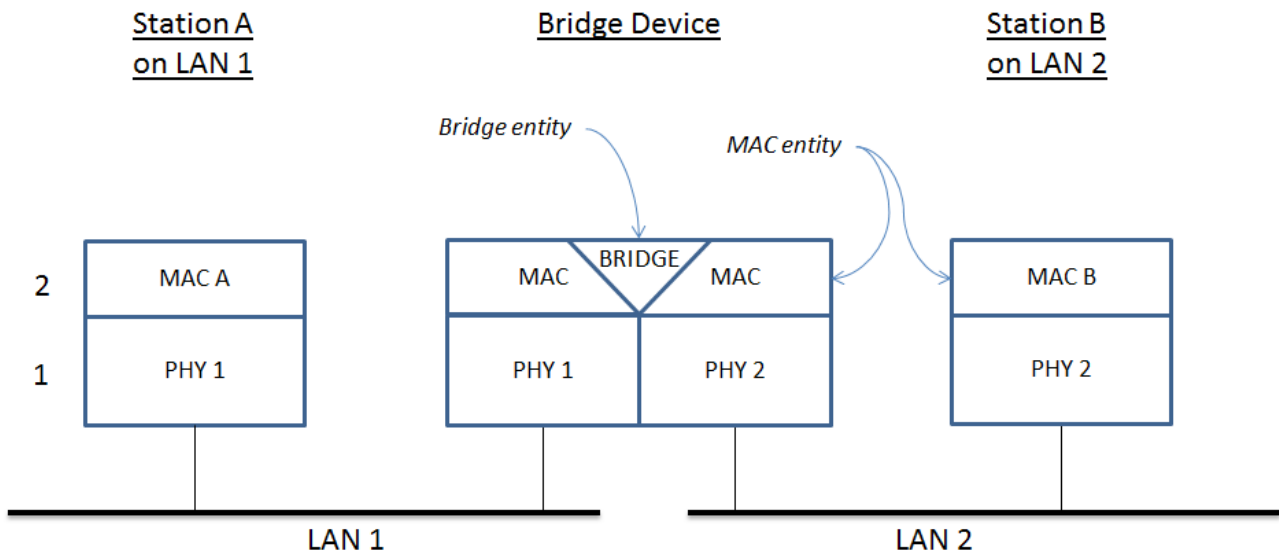 Station A
on LAN 1
Bridge Device
Station B
on LAN 2
Bridge entity
MAC entity
2
MAC A
MAC
BRIDGE
MAC
MAC B
1
PHY 1
PHY 1
PHY 2
PHY 2
LAN 1
LAN 2